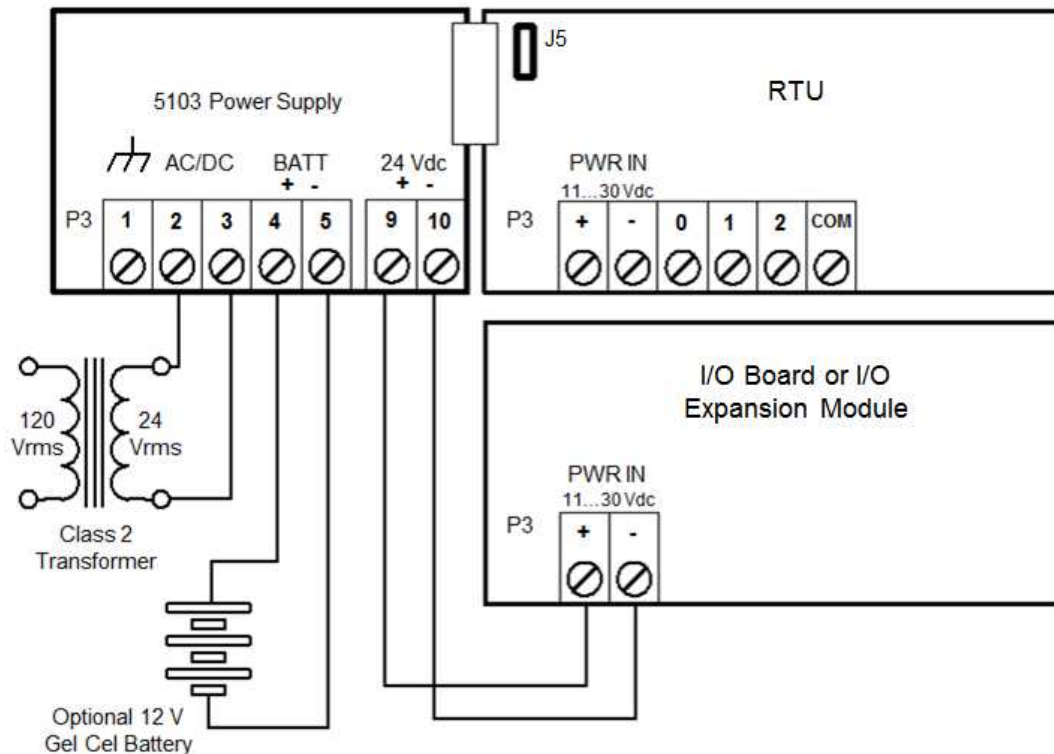 J5
RTU
5103 Power Supply
AC/DC
BATT
24 Vdc
+ -
+ -
P3
1 2 3 4 5 9 10
PWR IN
11...30 Vdc
P3
+ - 0 1 2 COM
120
Vrms
24
Vrms
Class 2
Transformer
I/O Board or I/O
Expansion Module
PWR IN
11...30 Vdc
P3
+ -
Optional 12 V
Gel Cel Battery